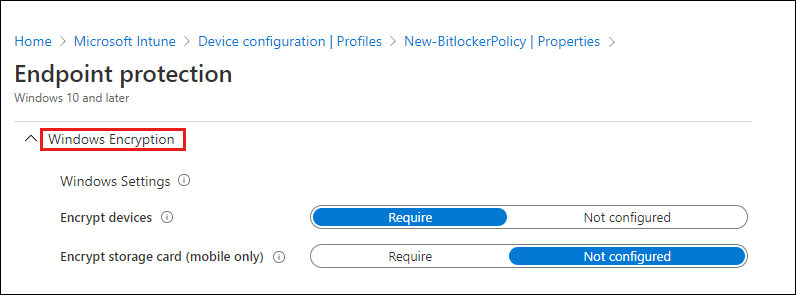 Home > Microsoft Intune > Device configuration | Profiles > New-BitlockerPolicy | Properties >
Endpoint protection
Windows 10 and later
Windows Encryption
Windows Settings
Encrypt devices Require Not configured
Encrypt storage card (mobile only) Require Not configured